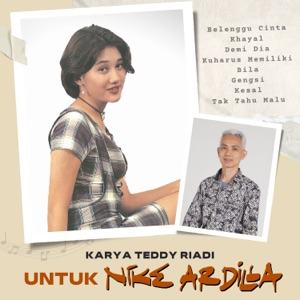 Belenggu Cinta
Khayal
Demi Dia
Kuharus Memiliki
Bila
Gengsi
Kesal
Tak Tahu Malu
KARYA TEDDY RIADI
UNTUK NIKE ARDILLA